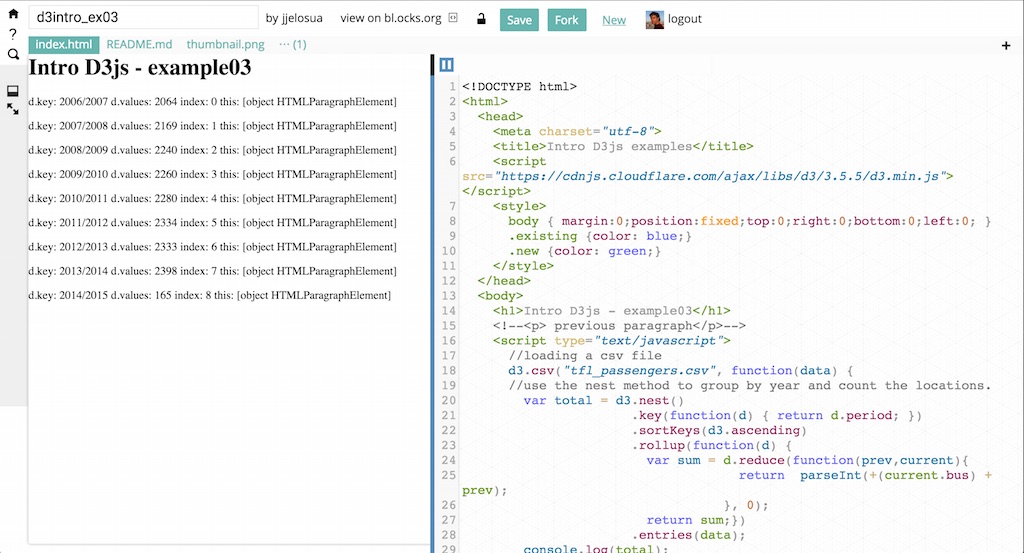 d3intro_ex03 by jjelosua view on bl.ocks.org Save Fork New logout
?
index.html README.md thumbnail.png ··· (1) +
Intro D3js - example03
d.key: 2006/2007 d.values: 2064 index: 0 this: [object HTMLParagraphElement]
d.key: 2007/2008 d.values: 2169 index: 1 this: [object HTMLParagraphElement]
d.key: 2008/2009 d.values: 2240 index: 2 this: [object HTMLParagraphElement]
d.key: 2009/2010 d.values: 2260 index: 3 this: [object HTMLParagraphElement]
d.key: 2010/2011 d.values: 2280 index: 4 this: [object HTMLParagraphElement]
d.key: 2011/2012 d.values: 2334 index: 5 this: [object HTMLParagraphElement]
d.key: 2012/2013 d.values: 2333 index: 6 this: [object HTMLParagraphElement]
d.key: 2013/2014 d.values: 2398 index: 7 this: [object HTMLParagraphElement]
d.key: 2014/2015 d.values: 165 index: 8 this: [object HTMLParagraphElement]
1 <!DOCTYPE html>
2 <html>
3 <head>
4 <meta charset="utf-8">
5 <title>Intro D3js examples</title>
6 <script
src="https://cdnjs.cloudflare.com/ajax/libs/d3/3.5.5/d3.min.js">
</script>
7 <style>
8 body { margin:0;position:fixed;top:0;right:0;bottom:0;left:0; }
9 .existing {color: blue;}
10 .new {color: green;}
11 </style>
12 </head>
13 <body>
14 <h1>Intro D3js - example03</h1>
15 <!--<p> previous paragraph</p>-->
16 <script type="text/javascript">
17 //loading a csv file
18 d3.csv("tfl_passengers.csv", function(data) {
19 //use the nest method to group by year and count the locations.
20 var total = d3.nest()
21 .key(function(d) { return d.period; })
22 .sortKeys(d3.ascending)
23 .rollup(function(d) {
24 var sum = d.reduce(function(prev,current){
25 return parseInt(+(current.bus) +
prev);
26 }, 0);
27 return sum;})
28 .entries(data);
29 console.log(total);